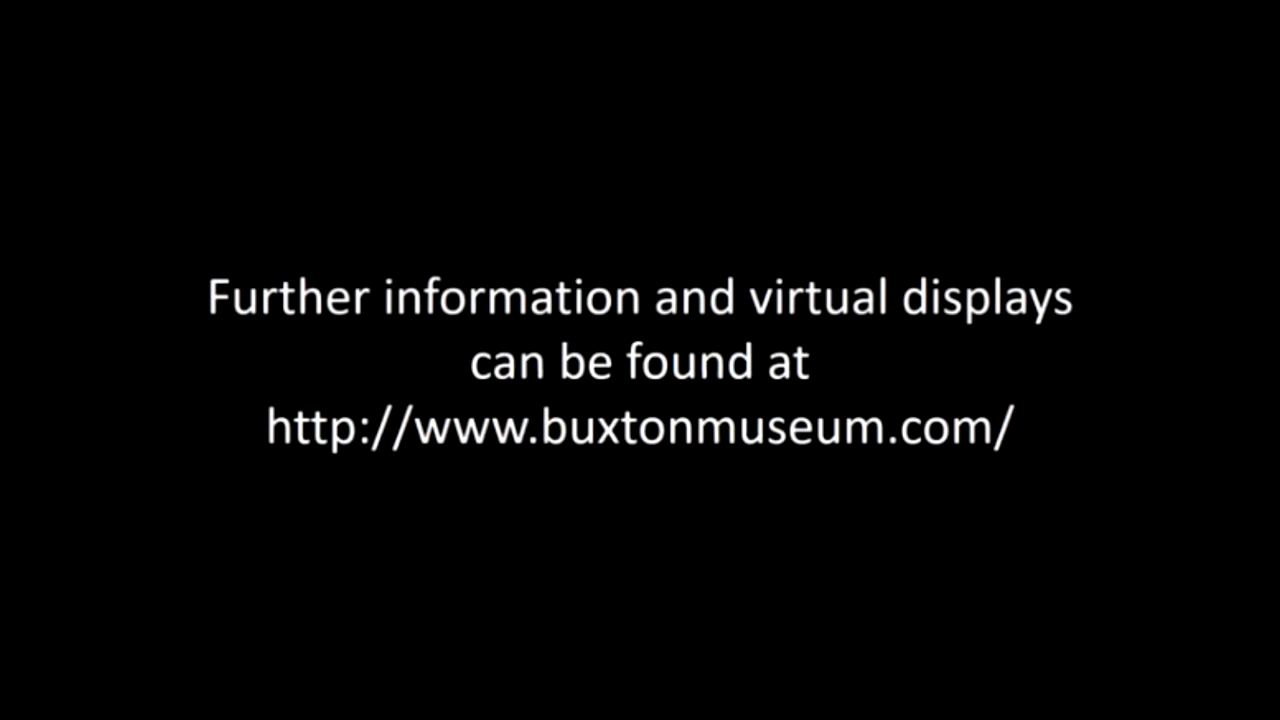 Further information and virtual displays
can be found at
http://www.buxtonmuseum.com/